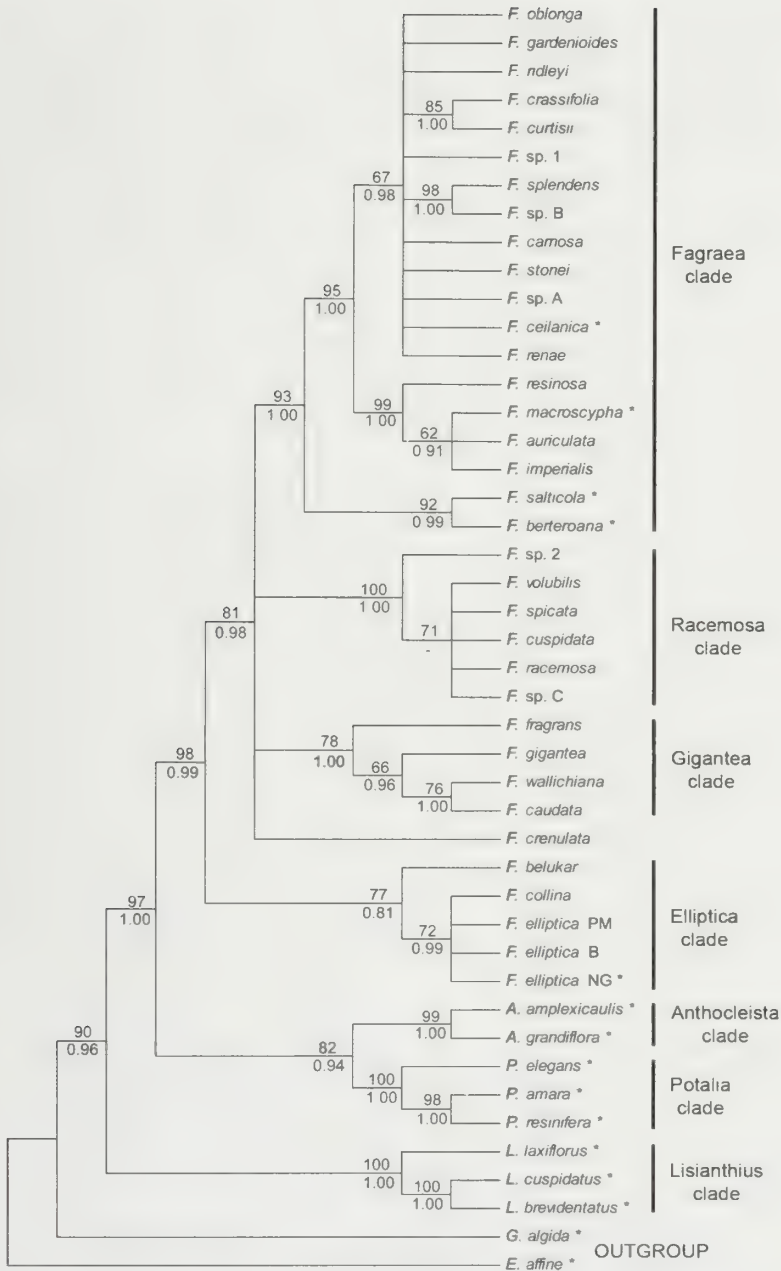 F. oblonga
F. gardenioides
F. ridleyi
85
F. crassifolia
1.00
F. curtisii
F. sp. 1
67
0.98
98
F. splendens
1.00
F. sp. B
F. carnosa
Fagraea
clade
F. stonei
95
1.00
F. sp. A
F. ceilanica *
F. renae
F. resinosa
93
1 00
99
1 00
F. macroscypha *
62
0 91
F. auriculata
F. imperialis
92
F. salticola *
0 99
F. berteroana *
F. sp. 2
100
1 00
F. volubilis
81
0.98
F. spicata
Racemosa
clade
71
-
F. cuspidata
F. racemosa
F. sp. C
F. fragrans
78
1.00
98
0.99
66
0.96
F. gigantea
Gigantea
clade
76
F. wallichiana
1.00
F. caudata
F. crenulata
F. belukar
77
0.81
F. collina
97
1.00
Elliptica
clade
72
0.99
F. elliptica PM
F. elliptica B
F. elliptica NG *
99
A. amplexicaulis *
Anthocleista
clade
1.00
A. grandiflora *
90
0.96
82
0.94
P. elegans *
100
1 00
98
P. amara *
Potalia
clade
1.00
P. resinifera *
L. laxiflorus *
100
1.00
100
L. cuspidatus *
Lisianthius
clade
1.00
L. brevidentatus *
G. algida *
OUTGROUP
E. affine *